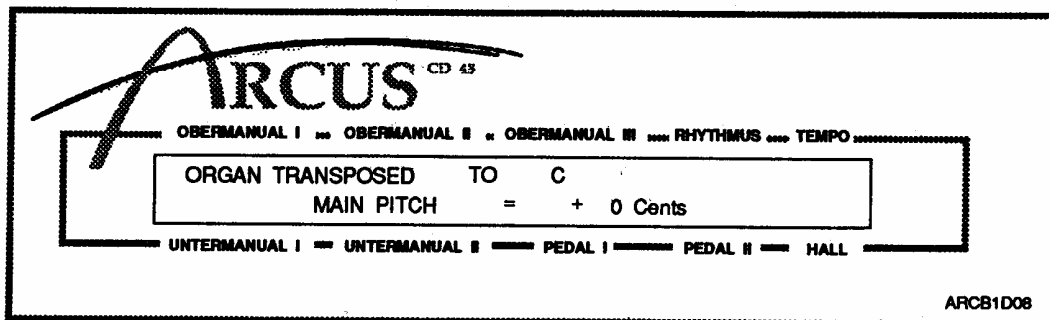 ARCUS CD 43
OBERMANUAL I OBERMANUAL II OBERMANUAL III RHYTHMUS TEMPO
ORGAN TRANSPOSED TO C
MAIN PITCH = + 0 Cents
UNTERMANUAL I UNTERMANUAL II PEDAL I PEDAL II HALL
ARCB1D08